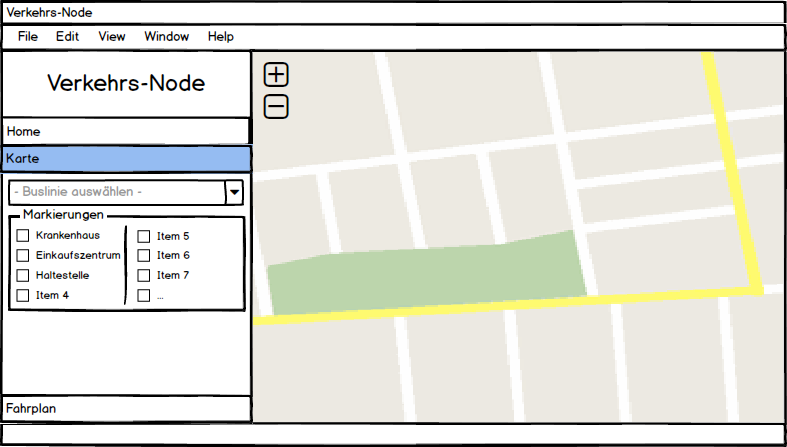 Verkehrs-Node
File Edit View Window Help
Verkehrs-Node
Home
Karte
- Buslinie auswählen -
Markierungen
Krankenhaus
Einkaufszentrum
Haltestelle
Item 4
Item 5
Item 6
Item 7
...
Fahrplan